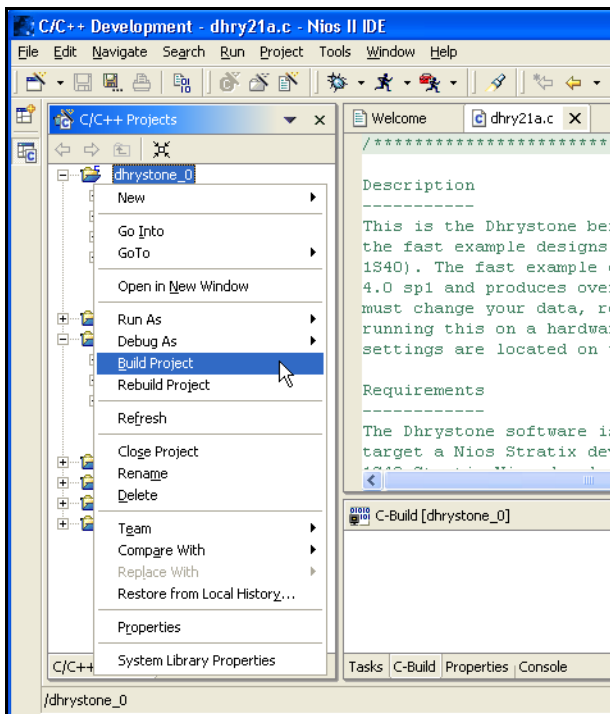 C/C++ Development - dhry21a.c - Nios II IDE
File Edit Navigate Search Run Project Tools Window Help
C/C++ Projects
Welcome
dhry21a.c
dhrystone_0
New
Go Into
GoTo
Open in New Window
Run As
Debug As
Build Project
Rebuild Project
Refresh
Close Project
Rename
Delete
Team
Compare With
Replace With
Restore from Local History...
Properties
System Library Properties
/***********************
Description
-----------
This is the Dhrystone
the fast example designs
1S40). The fast example
4.0 sp1 and produces
must change your data,
running this on a
settings are located on
Requirements
------------
The Dhrystone software is
target a Nios Stratix
C-Build [dhrystone_0]
C/C++
Tasks C-Build Properties Console
/dhrystone_0